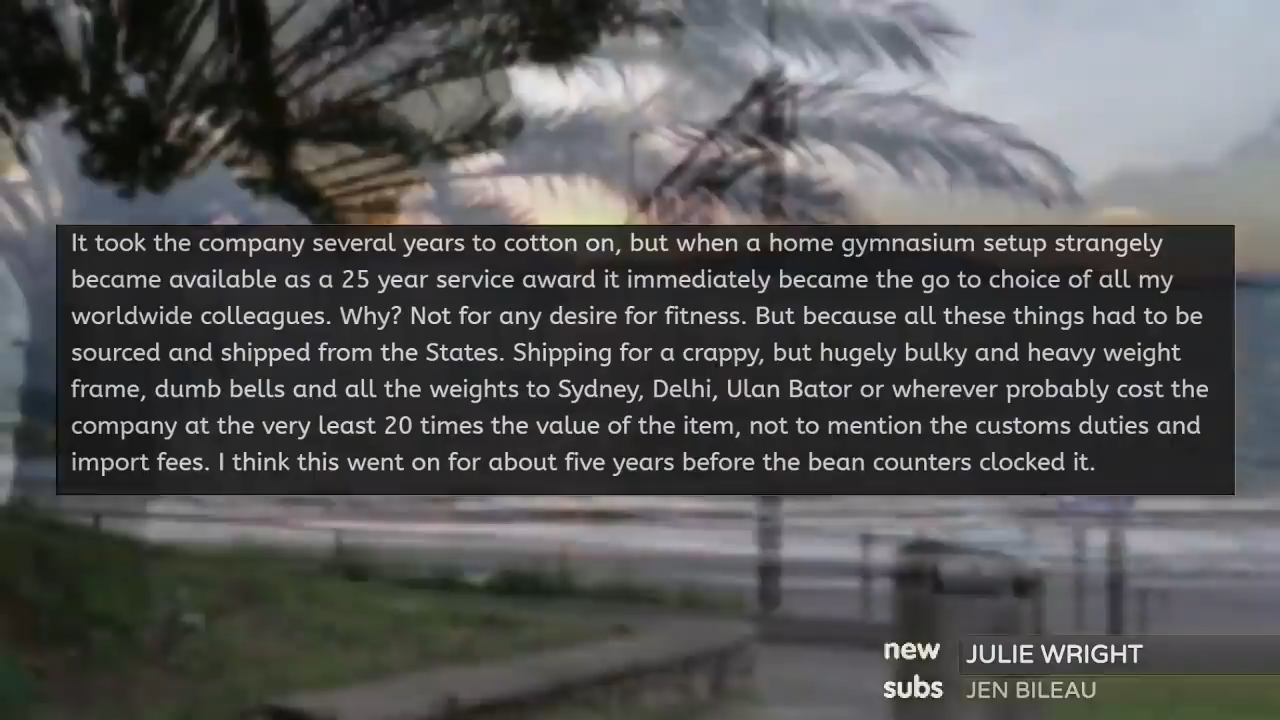 It took the company several years to cotton on, but when a home gymnasium setup strangely
became available as a 25 year service award it immediately became the go to choice of all my
worldwide colleagues. Why? Not for any desire for fitness. But because all these things had to be
sourced and shipped from the States. Shipping for a crappy, but hugely bulky and heavy weight
frame, dumb bells and all the weights to Sydney, Delhi, Ulan Bator or wherever probably cost the
company at the very least 20 times the value of the item, not to mention the customs duties and
import fees. I think this went on for about five years before the bean counters clocked it.
new JULIE WRIGHT
subs JEN BILEAU